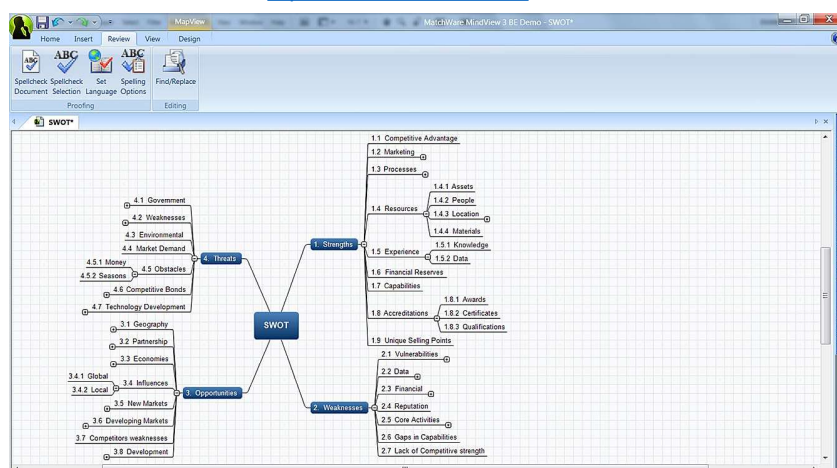 MapView
MatchWare MindView 3 BE Demo - SWOT*
Home Insert Review View Design
ABC ABC ABC
Spellcheck Spellcheck Set Spelling Find/Replace
Document Selection Language Options
Proofing Editing
SWOT*
1.1 Competitive Advantage
1.2 Marketing
1.3 Processes
1.4 Resources
1.4.1 Assets
1.4.2 People
1.4.3 Location
1.4.4 Materials
1.5 Experience
1.5.1 Knowledge
1.5.2 Data
1.6 Financial Reserves
1.7 Capabilities
1.8 Accreditations
1.8.1 Awards
1.8.2 Certificates
1.8.3 Qualifications
1.9 Unique Selling Points
1. Strengths
4.1 Government
4.2 Weaknesses
4.3 Environmental
4.4 Market Demand
4.5.1 Money
4.5 Obstacles
4.5.2 Seasons
4.6 Competitive Bonds
4.7 Technology Development
4. Threats
SWOT
3.1 Geography
3.2 Partnership
3.3 Economies
3.4.1 Global
3.4 Influences
3.4.2 Local
3.5 New Markets
3.6 Developing Markets
3.7 Competitors weaknesses
3.8 Development
3. Opportunities
2. Weaknesses
2.1 Vulnerabilities
2.2 Data
2.3 Financial
2.4 Reputation
2.5 Core Activities
2.6 Gaps in Capabilities
2.7 Lack of Competitive strength